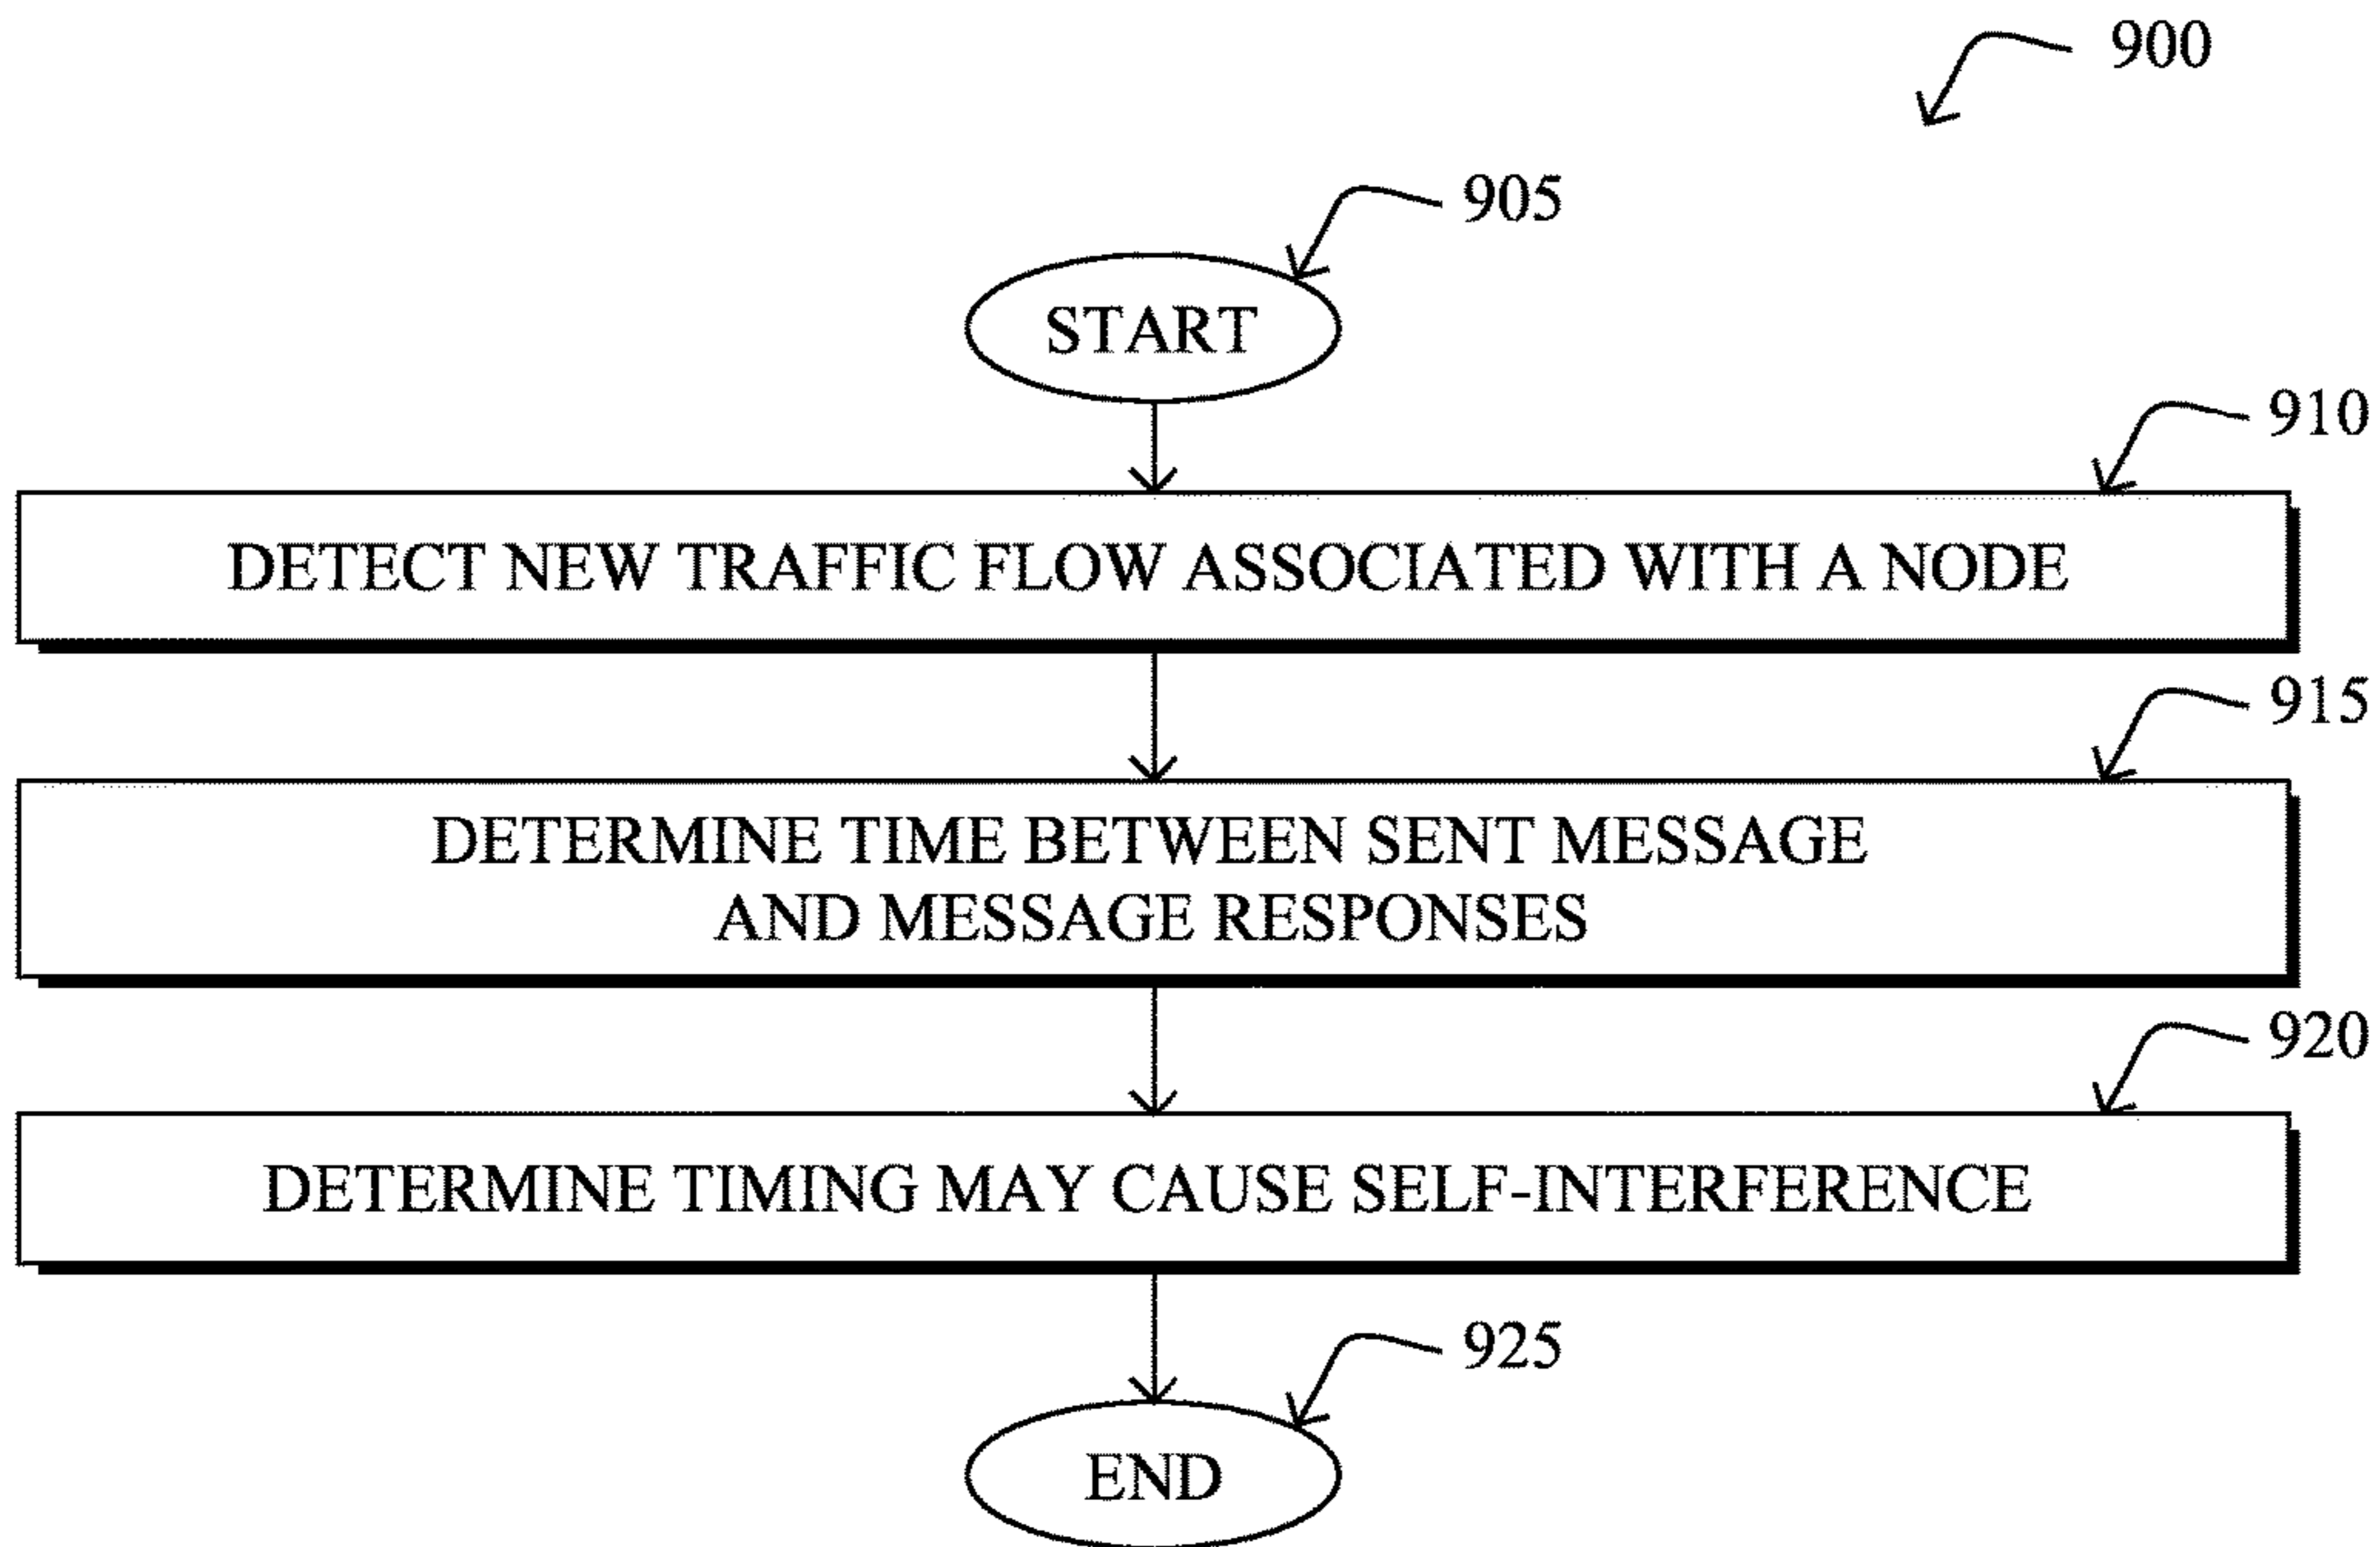 900
905
START
910
DETECT NEW TRAFFIC FLOW ASSOCIATED WITH A NODE
915
DETERMINE TIME BETWEEN SENT MESSAGE
AND MESSAGE RESPONSES
920
DETERMINE TIMING MAY CAUSE SELF-INTERFERENCE
925
END